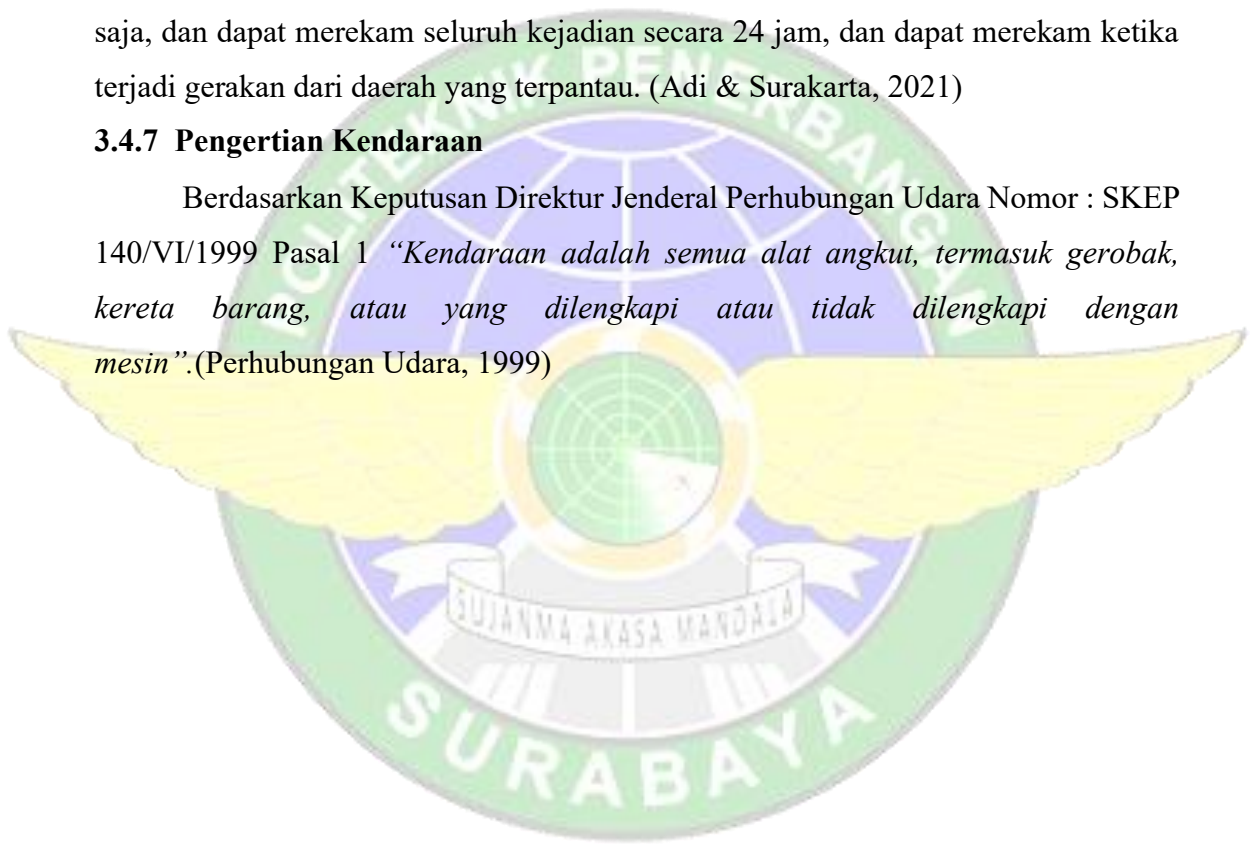 saja, dan dapat merekam seluruh kejadian secara 24 jam, dan dapat merekam ketika
terjadi gerakan dari daerah yang terpantau. (Adi & Surakarta, 2021)
3.4.7 Pengertian Kendaraan
Berdasarkan Keputusan Direktur Jenderal Perhubungan Udara Nomor : SKEP
140/VI/1999 Pasal 1 “Kendaraan adalah semua alat angkut, termasuk gerobak,
kereta barang, atau yang dilengkapi atau tidak dilengkapi dengan
mesin”.(Perhubungan Udara, 1999)
POLITEKNIK PENERBANGAN
SUJANMA AKASA MANDALA
SURABAYA